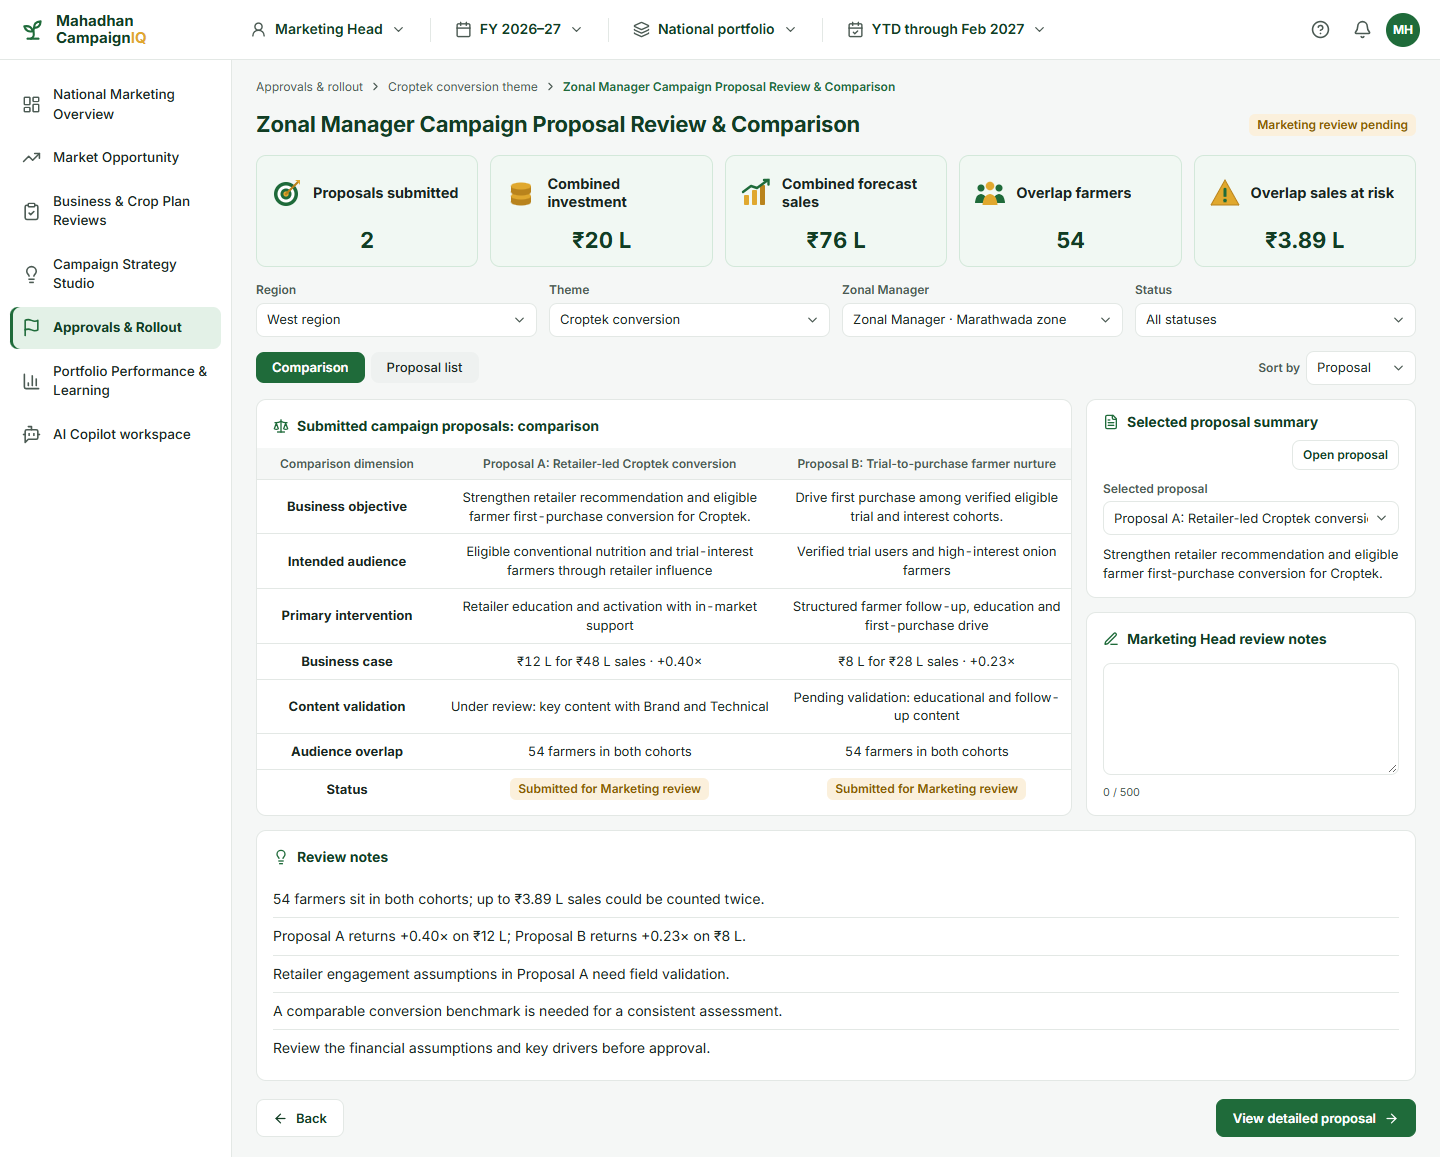 Mahadhan
CampaignIQ
Marketing Head
FY 2026–27
National portfolio
YTD through Feb 2027
MH
National Marketing
Overview
Market Opportunity
Business & Crop Plan
Reviews
Campaign Strategy
Studio
Approvals & Rollout
Portfolio Performance &
Learning
AI Copilot workspace
Approvals & rollout > Croptek conversion theme > Zonal Manager Campaign Proposal Review & Comparison
Zonal Manager Campaign Proposal Review & Comparison
Marketing review pending
Proposals submitted
2
Combined
investment
₹20 L
Combined forecast
sales
₹76 L
Overlap farmers
54
Overlap sales at risk
₹3.89 L
Region
West region
Theme
Croptek conversion
Zonal Manager
Zonal Manager · Marathwada zone
Status
All statuses
Comparison
Proposal list
Sort by
Proposal
Submitted campaign proposals: comparison
Comparison dimension
Proposal A: Retailer-led Croptek conversion
Proposal B: Trial-to-purchase farmer nurture
Business objective
Strengthen retailer recommendation and eligible
farmer first-purchase conversion for Croptek.
Drive first purchase among verified eligible
trial and interest cohorts.
Intended audience
Eligible conventional nutrition and trial-interest
farmers through retailer influence
Verified trial users and high-interest onion
farmers
Primary intervention
Retailer education and activation with in-market
support
Structured farmer follow-up, education and
first-purchase drive
Business case
₹12 L for ₹48 L sales · +0.40×
₹8 L for ₹28 L sales · +0.23×
Content validation
Under review: key content with Brand and Technical
Pending validation: educational and follow-
up content
Audience overlap
54 farmers in both cohorts
54 farmers in both cohorts
Status
Submitted for Marketing review
Submitted for Marketing review
Selected proposal summary
Open proposal
Selected proposal
Proposal A: Retailer-led Croptek conversi
Strengthen retailer recommendation and eligible
farmer first-purchase conversion for Croptek.
Marketing Head review notes
0 / 500
Review notes
54 farmers sit in both cohorts; up to ₹3.89 L sales could be counted twice.
Proposal A returns +0.40× on ₹12 L; Proposal B returns +0.23× on ₹8 L.
Retailer engagement assumptions in Proposal A need field validation.
A comparable conversion benchmark is needed for a consistent assessment.
Review the financial assumptions and key drivers before approval.
Back
View detailed proposal